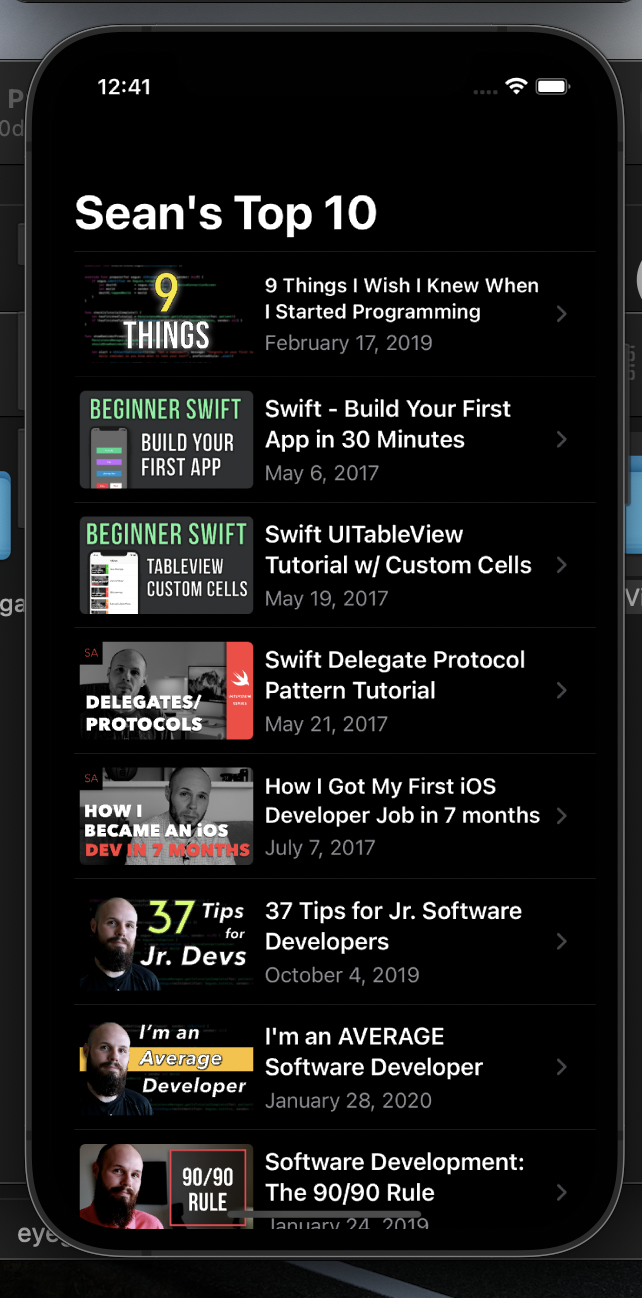 12:41
Sean's Top 10
9
THINGS
9 Things I Wish I Knew When
I Started Programming
February 17, 2019
BEGINNER SWIFT
BUILD YOUR
FIRST APP
Swift - Build Your First
App in 30 Minutes
May 6, 2017
BEGINNER SWIFT
TABLEVIEW
CUSTOM CELLS
Swift UITableView
Tutorial w/ Custom Cells
May 19, 2017
SA
DELEGATES/
PROTOCOLS
INTERVIEW
SERIES
Swift Delegate Protocol
Pattern Tutorial
May 21, 2017
SA
HOW I
BECAME AN iOS
DEV IN 7 MONTHS
How I Got My First iOS
Developer Job in 7 months
July 7, 2017
37 Tips
for
Jr. Devs
37 Tips for Jr. Software
Developers
October 4, 2019
I'm an
Average
Developer
I'm an AVERAGE
Software Developer
January 28, 2020
90/90
RULE
Software Development:
The 90/90 Rule
January 24, 2019